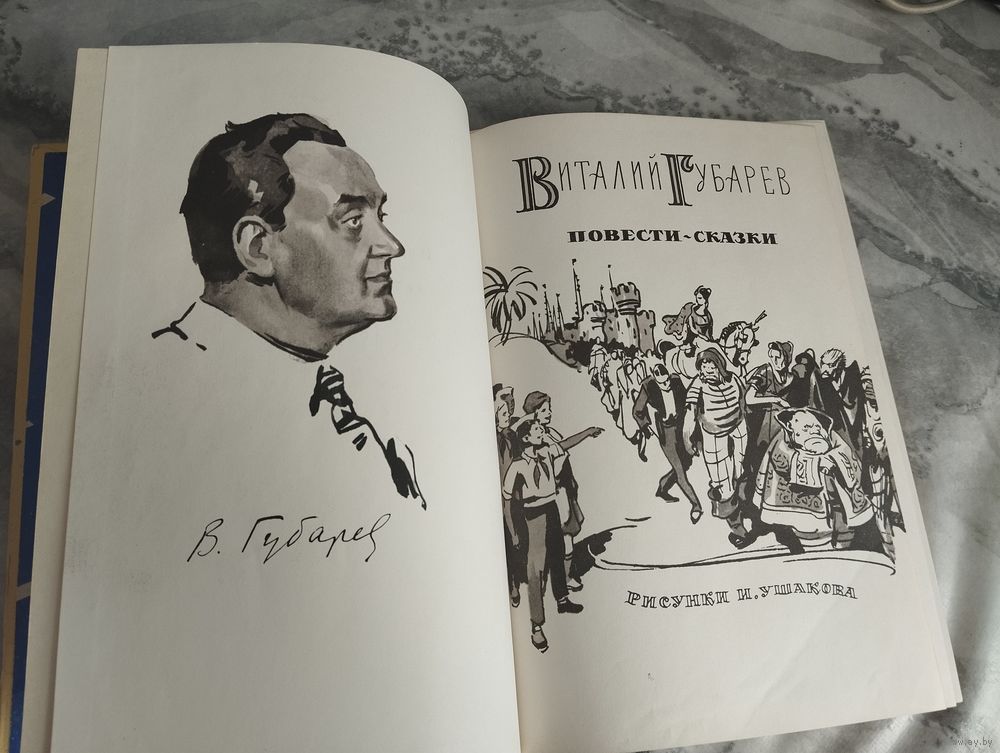 В. Губарев
Виталий Губарев
ПОВЕСТИ-СКАЗКИ
РИСУНКИ И. УШАКОВА